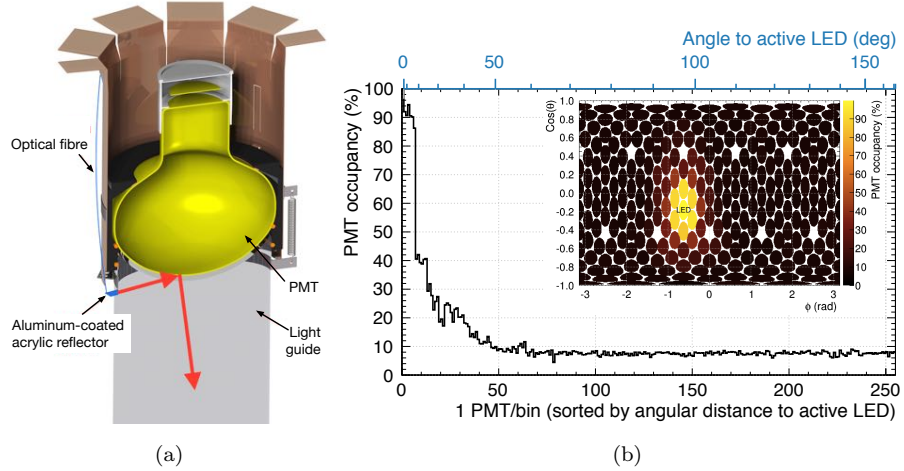 Optical fibre
PMT
Aluminum-coated
acrylic reflector
Light
guide
(a)
Angle to active LED (deg)
0 50 100 150
PMT occupancy (%)
100
90
80
70
60
50
40
30
20
10
0
0 50 100 150 200 250
1 PMT/bin (sorted by angular distance to active LED)
Cos(θ)
1.0
0.8
0.6
0.4
0.2
0.0
-0.2
-0.4
-0.6
-0.8
-1.0
LED
-3 -2 -1 0 1 2 3
ϕ (rad)
90
80
70
60
50
40
30
20
10
0
PMT occupancy (%)
(b)